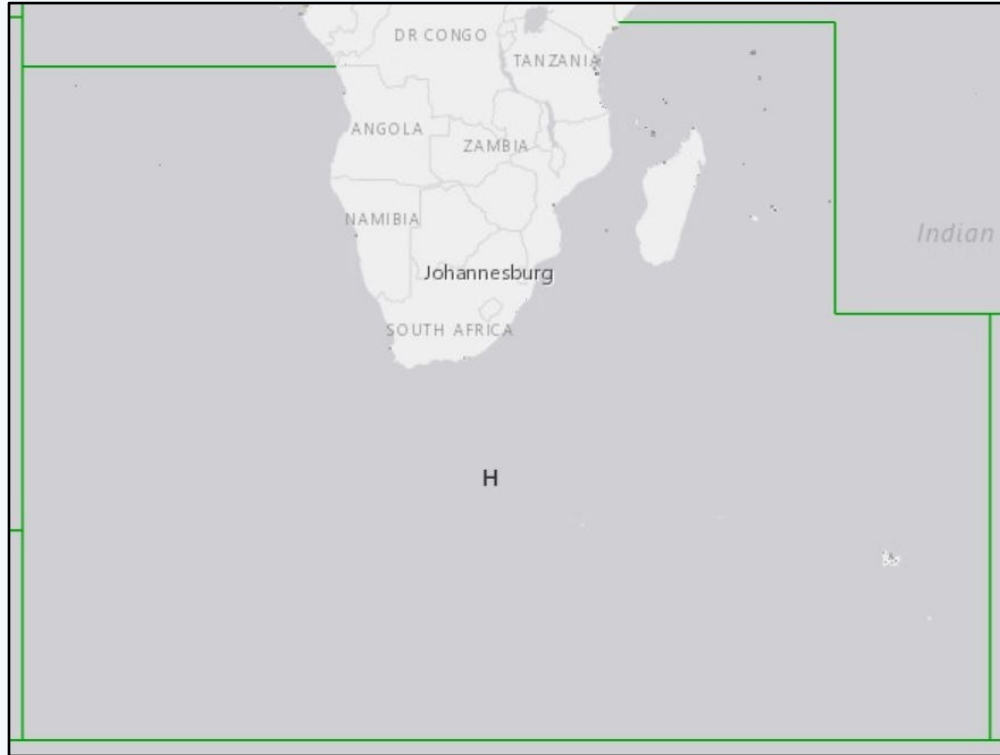 DR CONGO
TANZANIA
ANGOLA
ZAMBIA
NAMIBIA
Indian
Johannesburg
SOUTH AFRICA
H